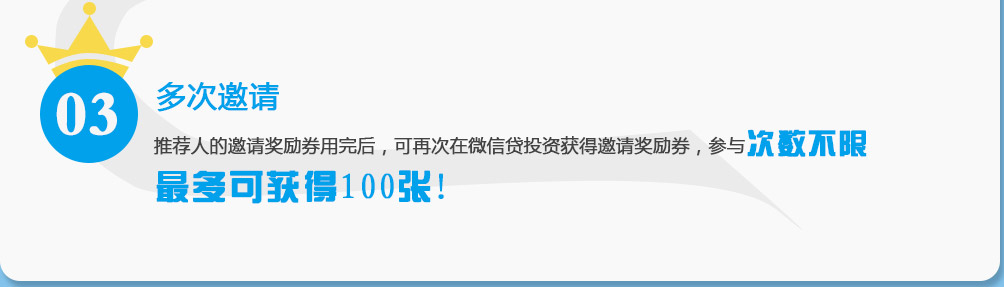 03
多次邀请
推荐人的邀请奖励券用完后，可再次在微信贷投资获得邀请奖励券，参与次数不限
最多可获得100张！